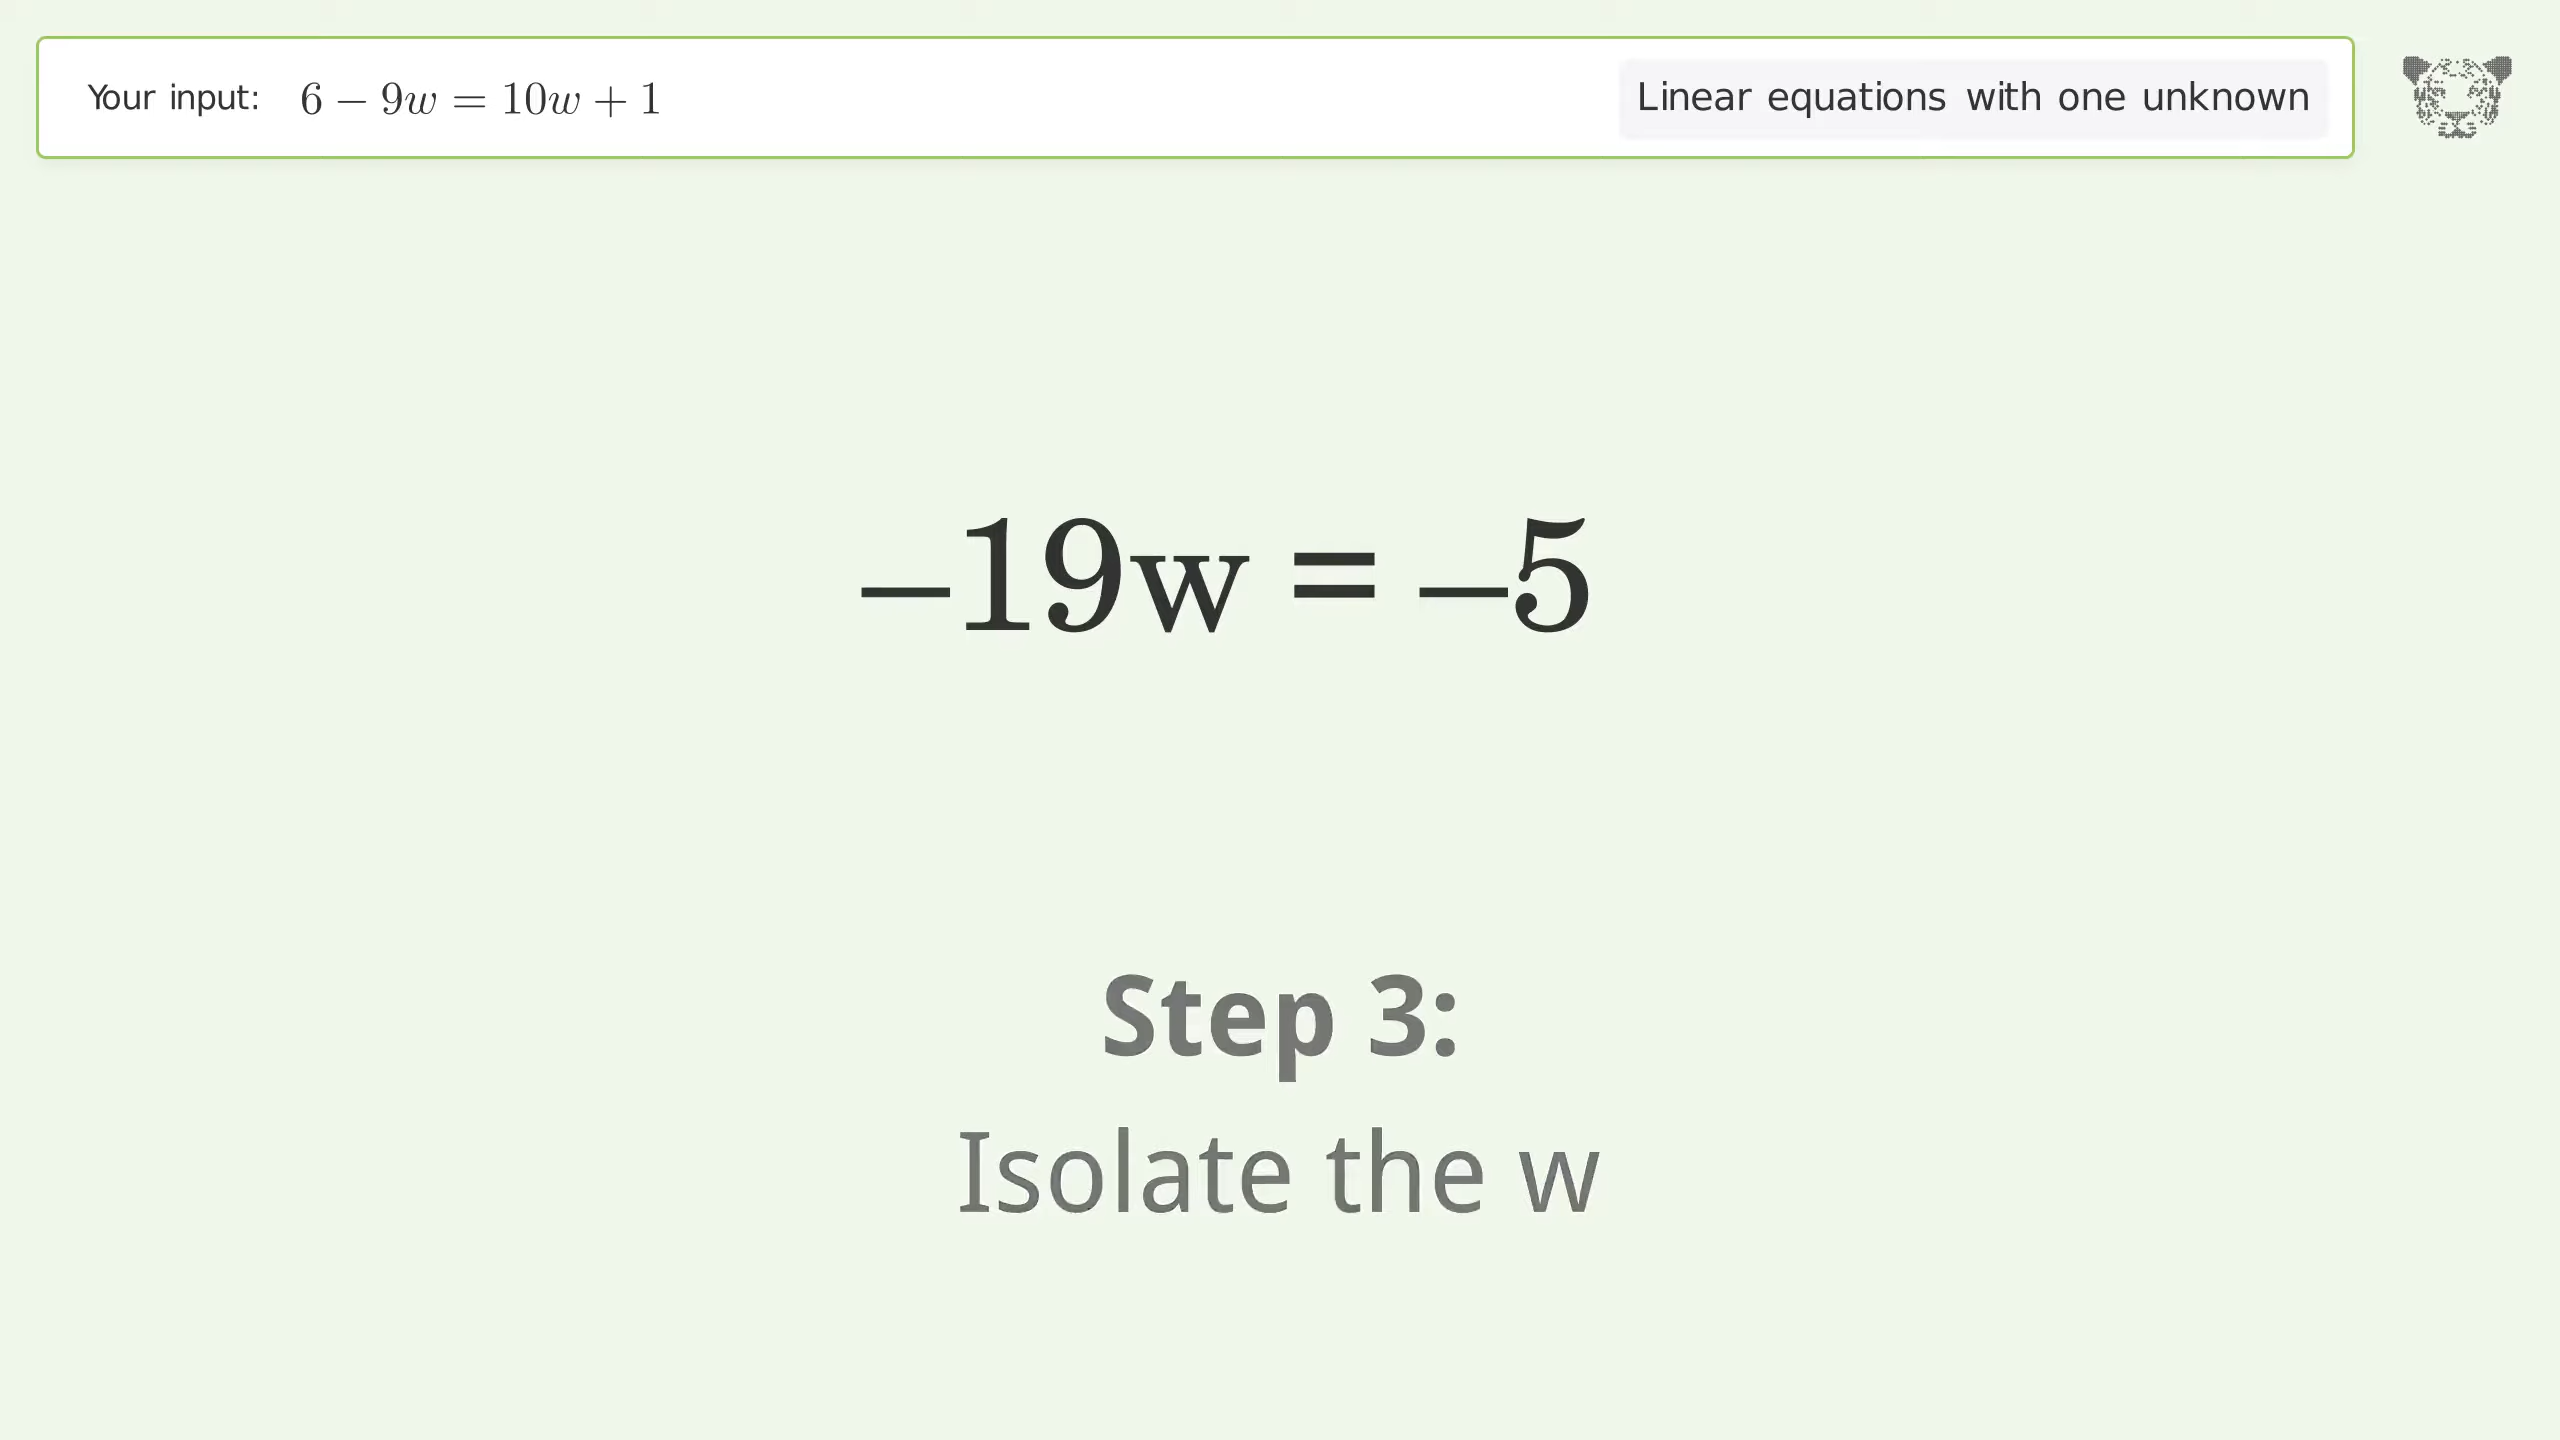 Your input: 6 − 9w = 10w + 1
Linear equations with one unknown
−19w = −5
Step 3:
Isolate the w